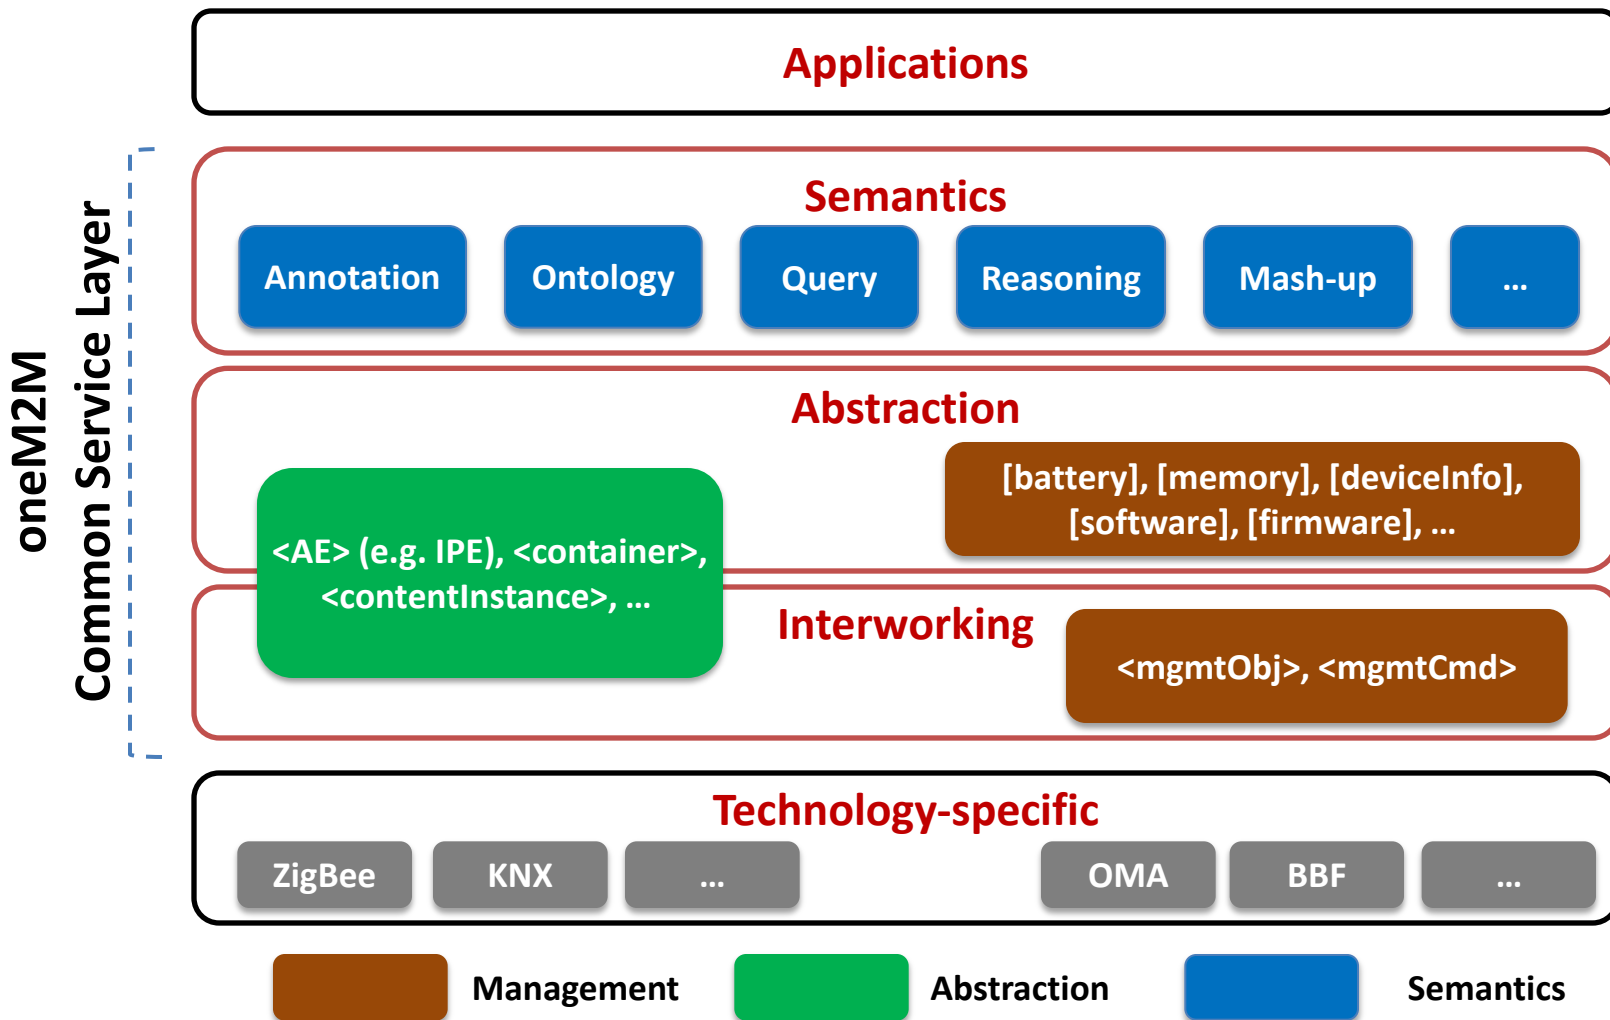 Applications
oneM2M
Common Service Layer
Semantics
Annotation
Ontology
Query
Reasoning
Mash-up
...
Abstraction
[battery], [memory], [deviceInfo],
[software], [firmware], ...
<AE> (e.g. IPE), <container>,
<contentInstance>, ...
Interworking
<mgmtObj>, <mgmtCmd>
Technology-specific
ZigBee
KNX
...
OMA
BBF
...
Management
Abstraction
Semantics